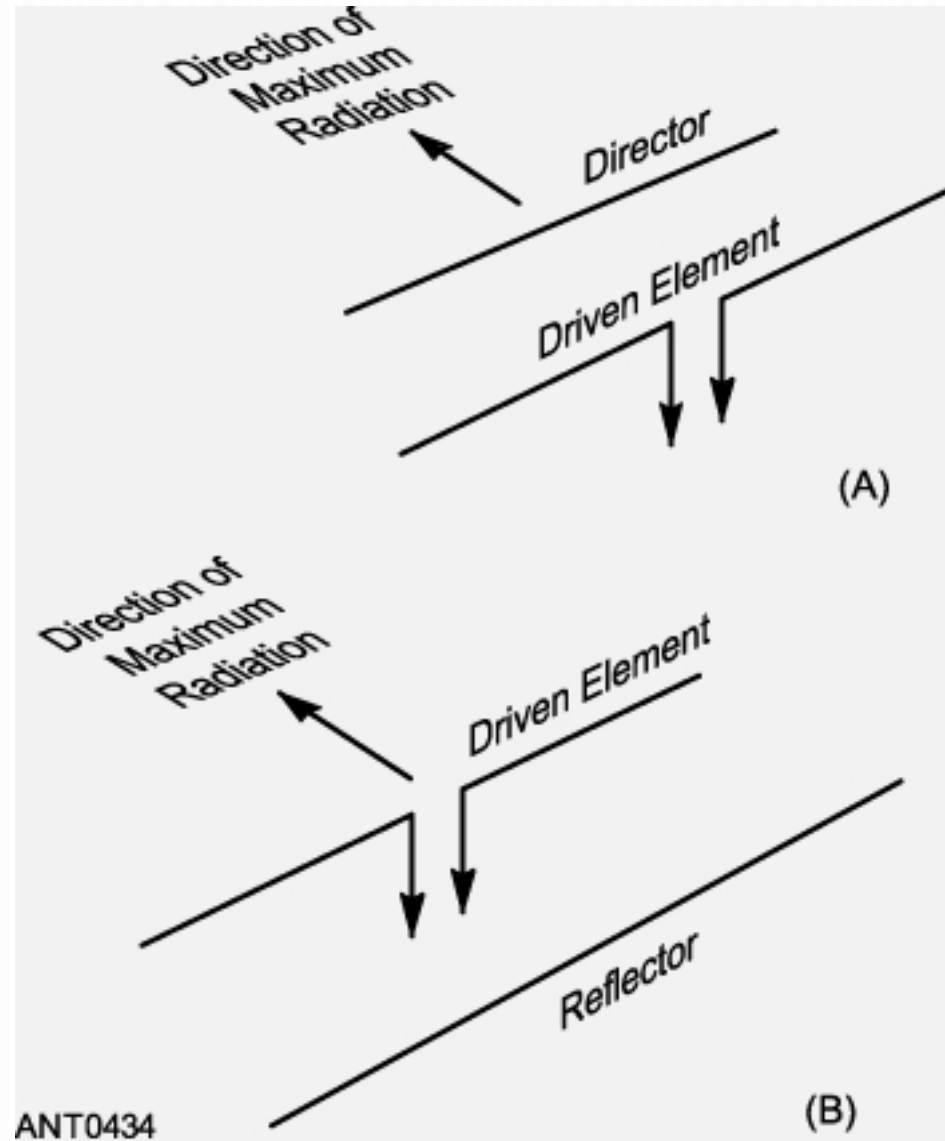 Direction of
Maximum
Radiation
Director
Driven Element
(A)
Direction of
Maximum
Radiation
Driven Element
Reflector
(B)
ANT0434